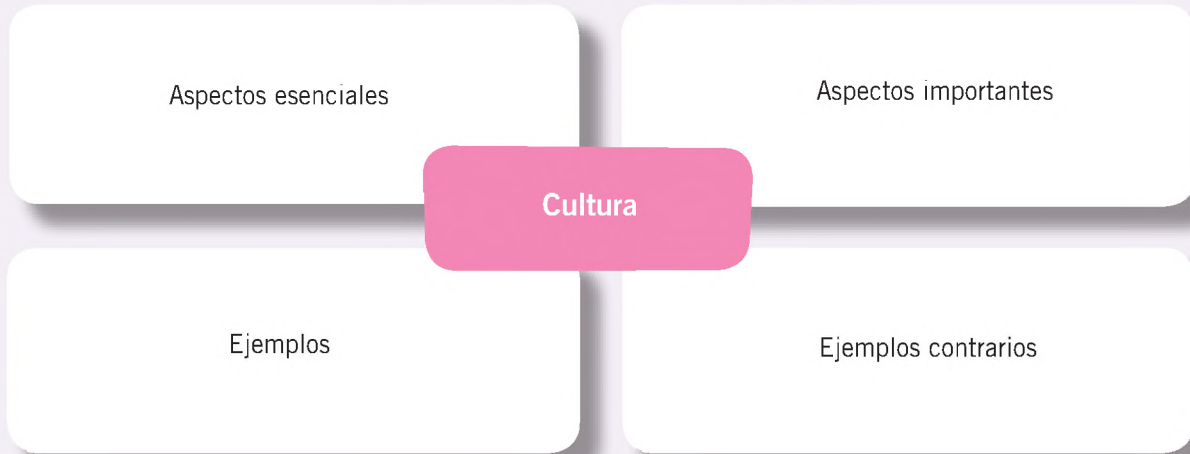 Aspectos esenciales
Aspectos importantes
Cultura
Ejemplos
Ejemplos contrarios